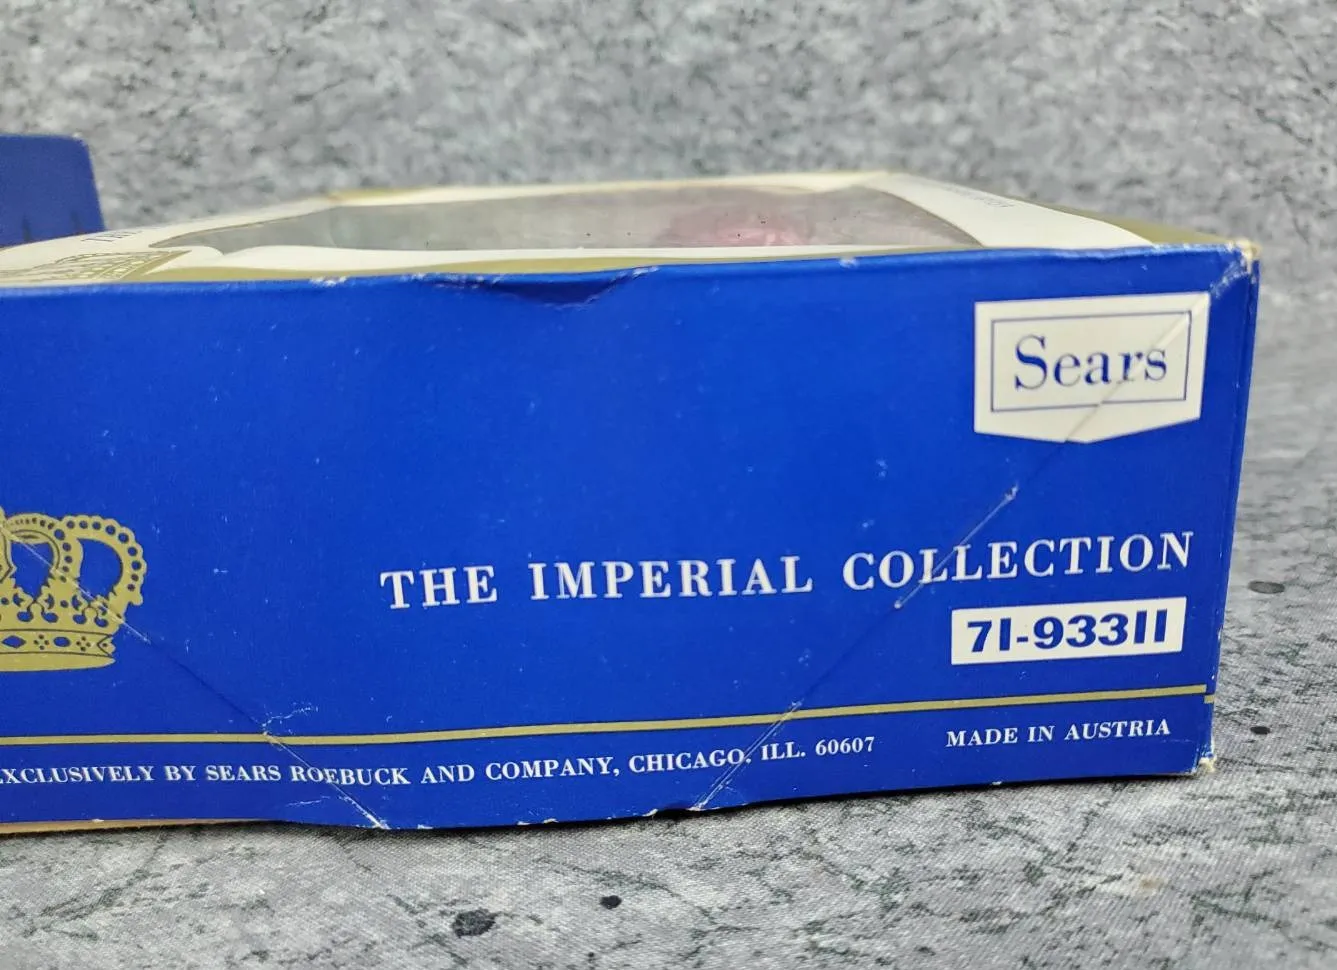 Sears
THE IMPERIAL COLLECTION
71-93311
EXCLUSIVELY BY SEARS ROEBUCK AND COMPANY, CHICAGO, ILL. 60607
MADE IN AUSTRIA